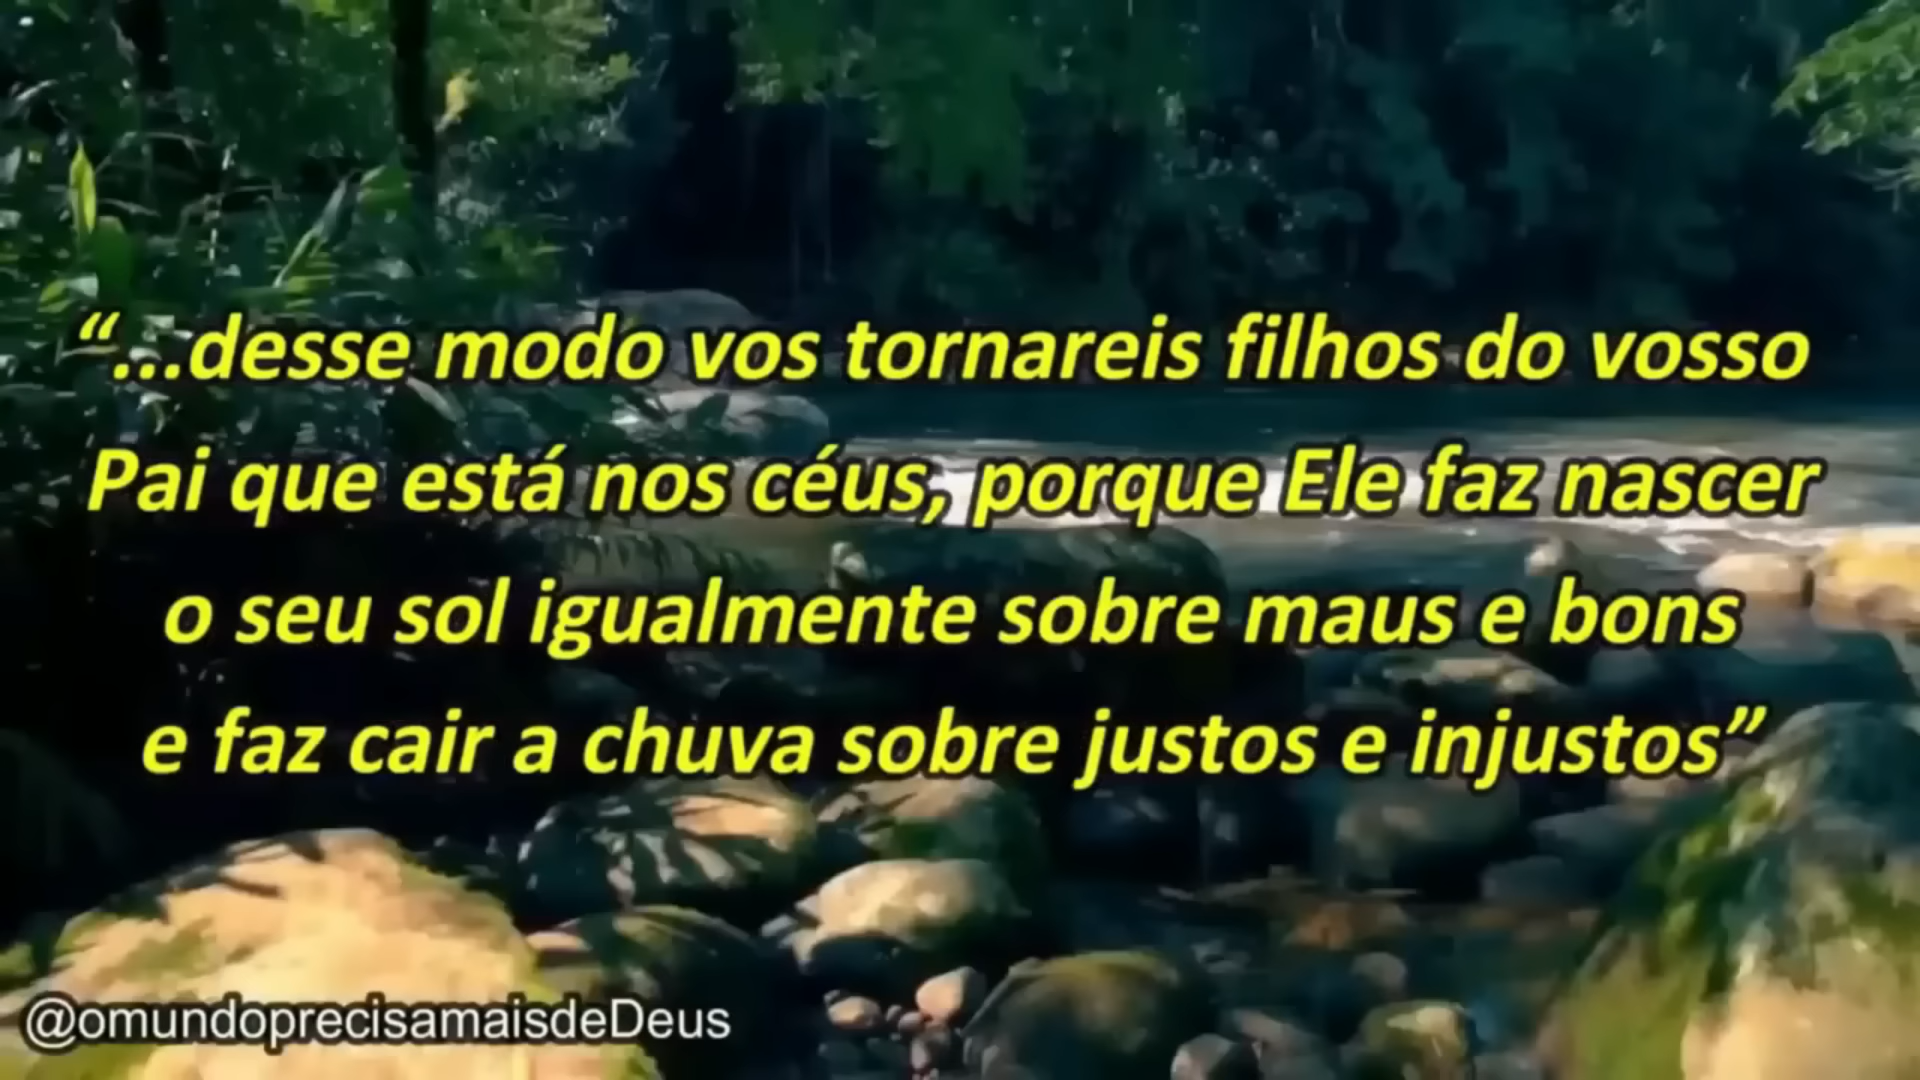 “...desse modo vos tornareis filhos do vosso
Pai que está nos céus, porque Ele faz nascer
o seu sol igualmente sobre maus e bons
e faz cair a chuva sobre justos e injustos”
@omundoprecisamaisdeDeus